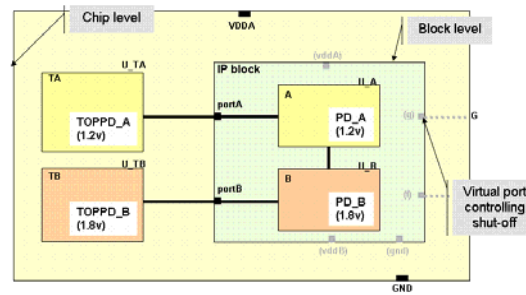 Chip level
VDDA
Block level
U_TA
TA
TOPPD_A
(1.2v)
IP block
(vddA)
U_A
portA
A
PD_A
(1.2v)
(g)
G
U_TB
TB
TOPPD_B
(1.8v)
portB
U_B
B
PD_B
(1.8v)
(f)
Virtual port
controlling
shut-off
(vddB)
(gnd)
GND